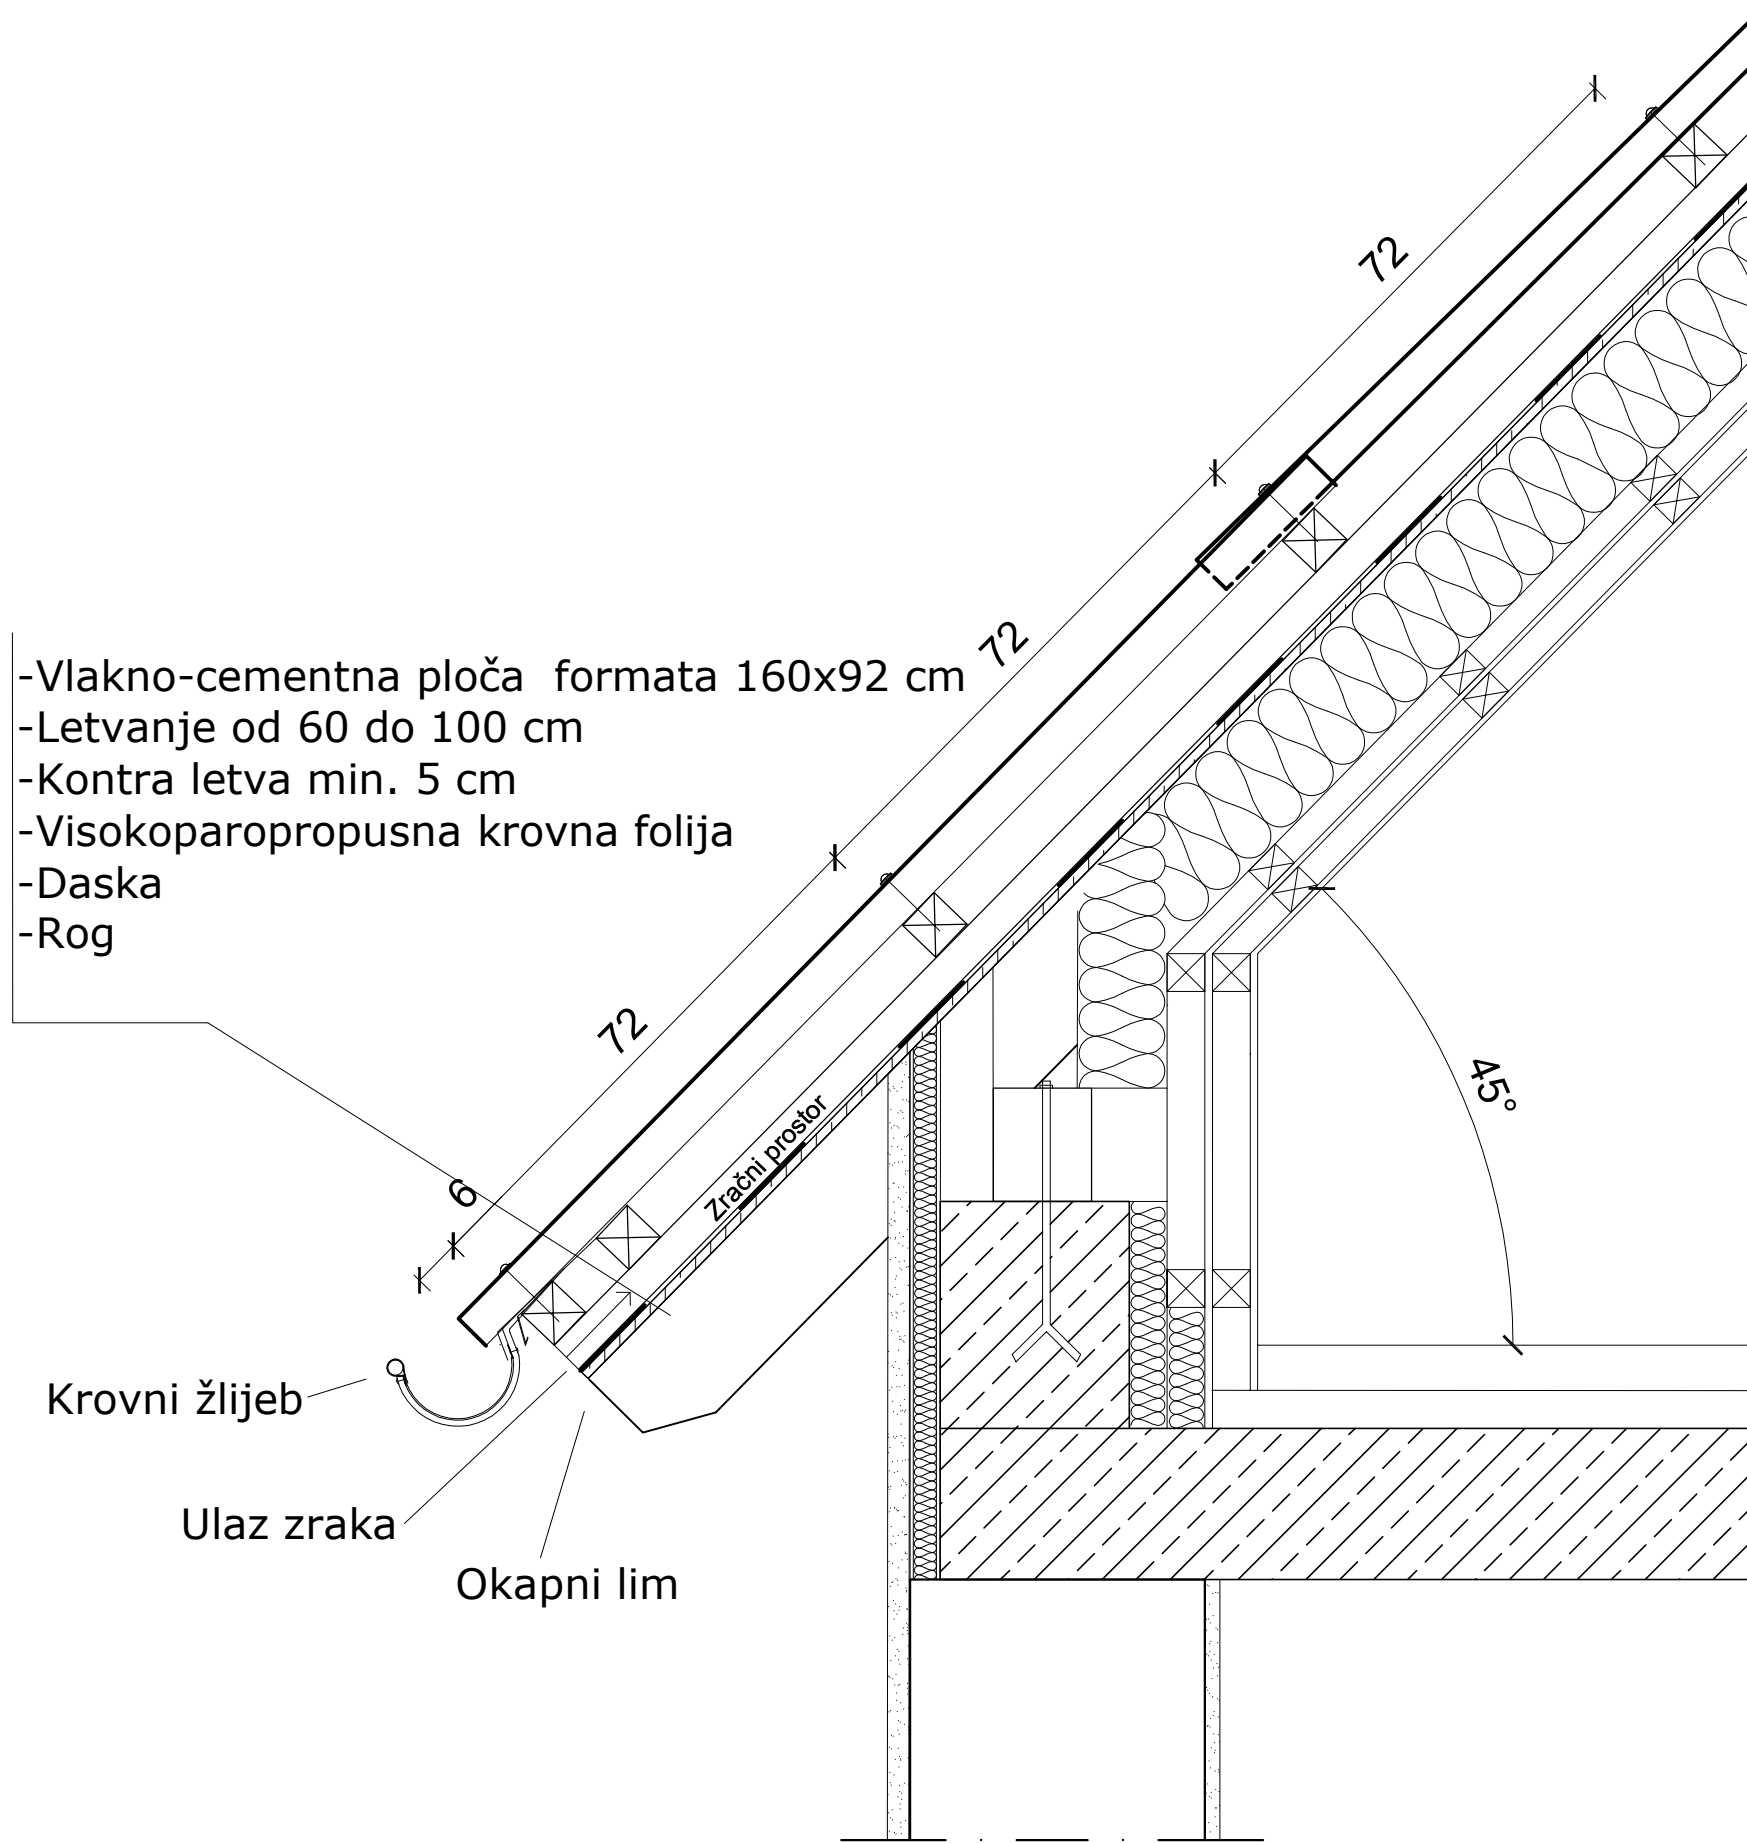 72
72
-Vlakno-cementna ploča formata 160x92 cm
-Letvanje od 60 do 100 cm
-Kontra letva min. 5 cm
-Visokoparopropusna krovna folija
-Daska
-Rog
72
45°
Zračni prostor
6
Krovni žlijeb
Ulaz zraka
Okapni lim